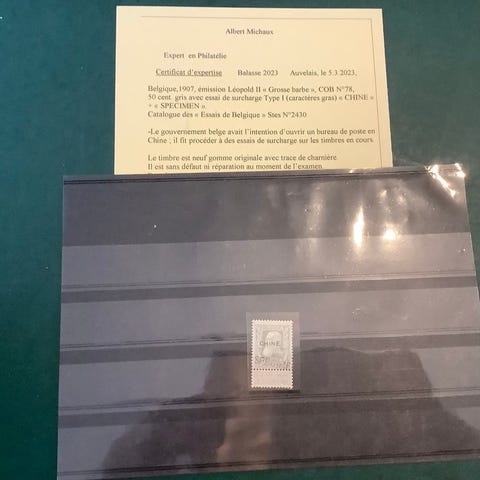 Albert Michaux
Expert en Philatélie
Certificat d'expertise Balasse 2023 Auvelais, le 5.3.2023,
Belgique,1907, émission Léopold II « Grosse barbe », COB N°78,
50 cent. gris avec essai de surcharge Type I (caractères gras) « CHINE »
+ « SPECIMEN ».
Catalogue des « Essais de Belgique » Stes N°2430
-Le gouvernement belge avait l'intention d'ouvrir un bureau de poste en
Chine ; il fit procéder à des essais de surcharge sur les timbres en cours.
Le timbre est neuf gomme originale avec trace de charnière.
Il est sans défaut ni réparation au moment de l'examen.
CHINE